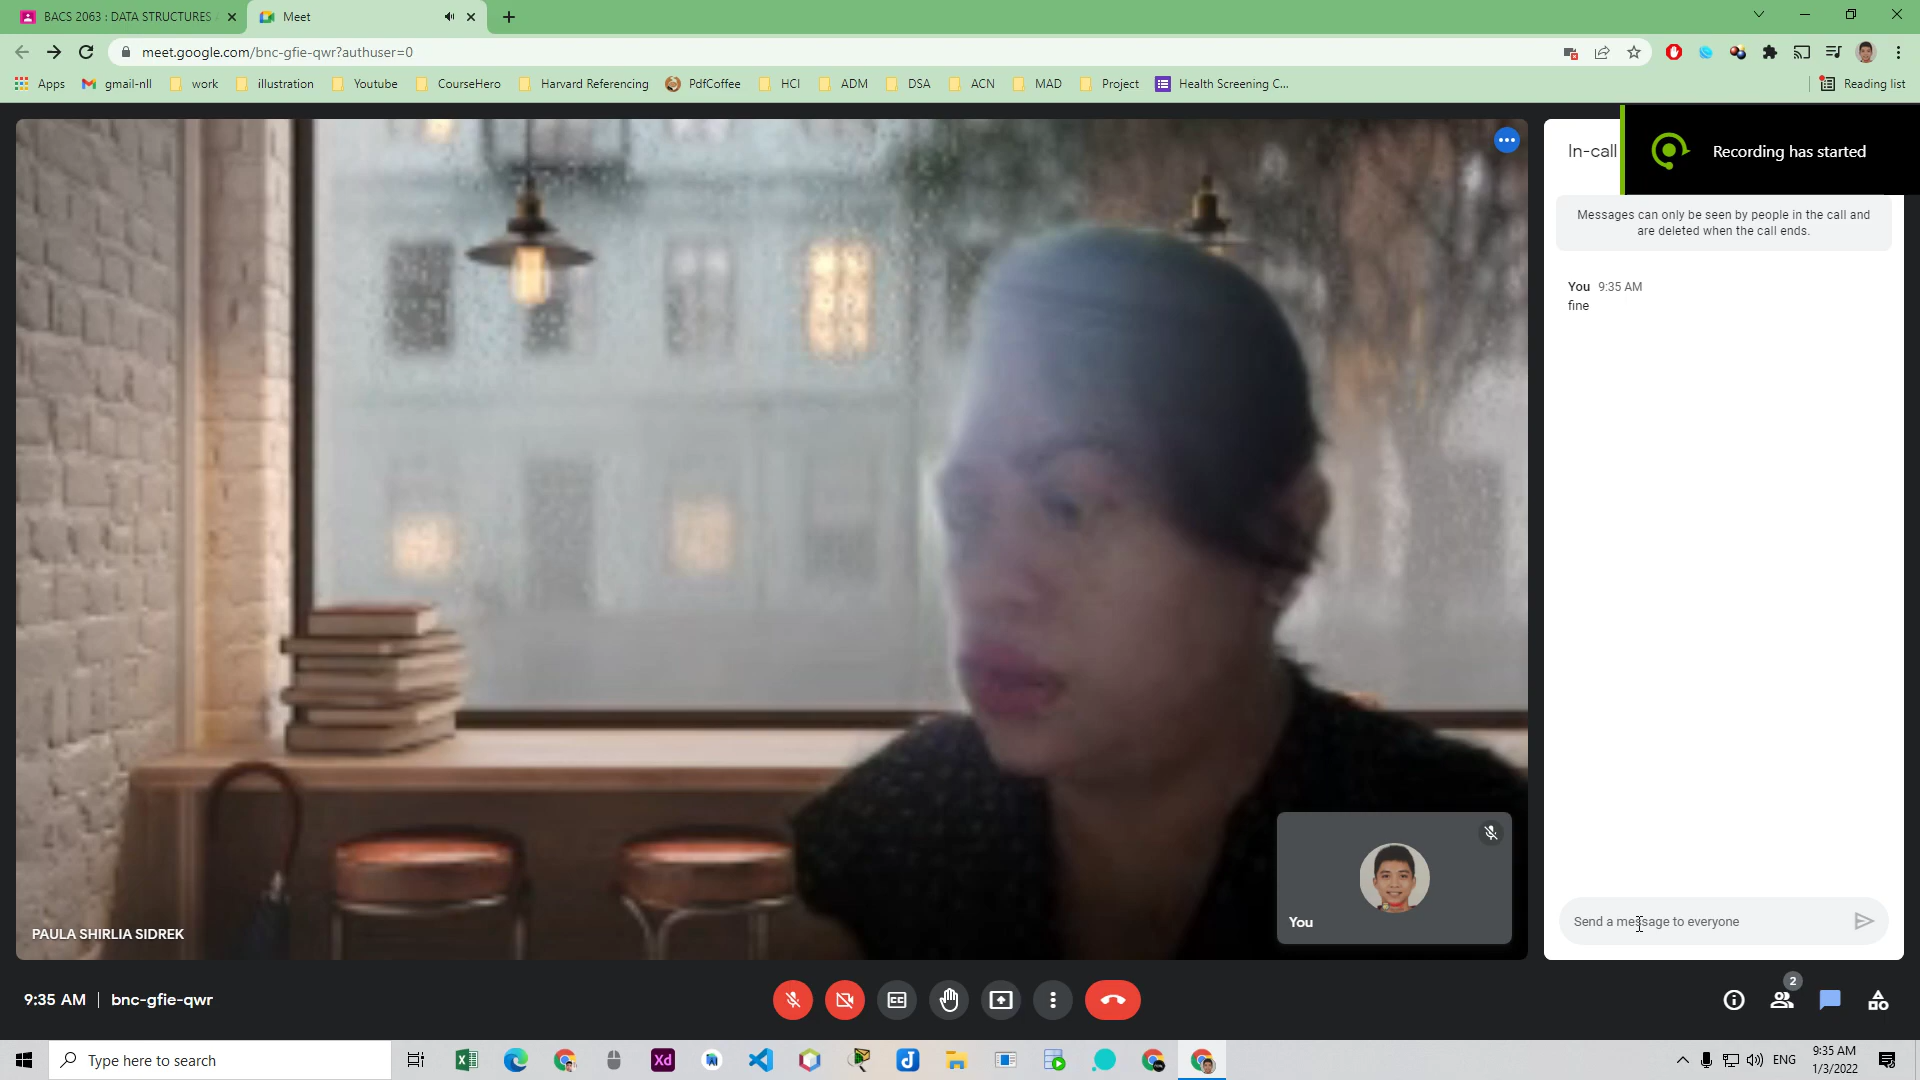 BACS 2063 : DATA STRUCTURES
Meet
meet.google.com/bnc-gfie-qwr?authuser=0
Apps
gmail-nll
work
illustration
Youtube
CourseHero
Harvard Referencing
PdfCoffee
HCI
ADM
DSA
ACN
MAD
Project
Health Screening C...
Reading list
In-call
Recording has started
Messages can only be seen by people in the call and
are deleted when the call ends.
You 9:35 AM
fine
PAULA SHIRLIA SIDREK
You
Send a message to everyone
9:35 AM | bnc-gfie-qwr
CC
2
Type here to search
Xd
ENG
9:35 AM
1/3/2022